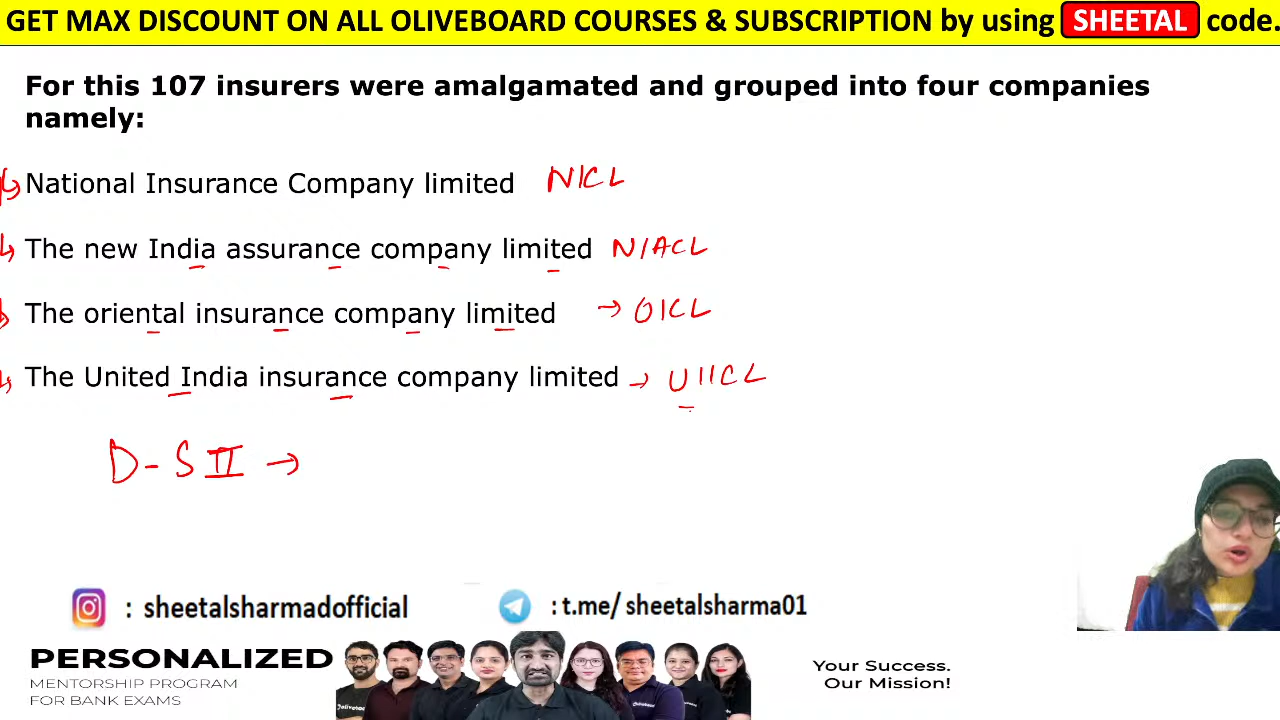 GET MAX DISCOUNT ON ALL OLIVEBOARD COURSES & SUBSCRIPTION by using SHEETAL code.
For this 107 insurers were amalgamated and grouped into four companies
namely:
National Insurance Company limited NICL
The new India assurance company limited NIACL
The oriental insurance company limited → OICL
The United India insurance company limited → UIICL
D-SII →
: sheetalsharmadofficial : t.me/ sheetalsharma01
PERSONALIZED
MENTORSHIP PROGRAM
FOR BANK EXAMS
Your Success.
Our Mission!